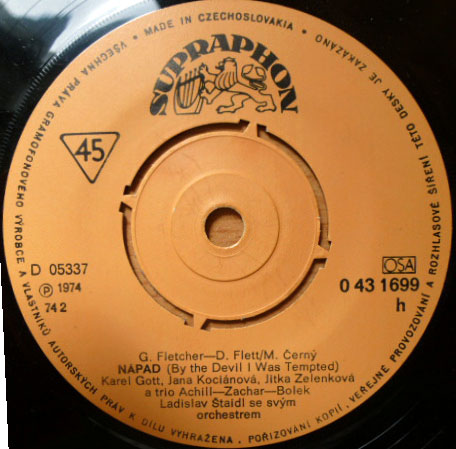 • MADE IN CZECHOSLOVAKIA •
VŠECHNA PRÁVA GRAMOFONOVÉHO VÝROBCE A VLASTNÍKŮ AUTORSKÝCH PRÁV K DÍLU VYHRAŽENA. POŘIZOVÁNÍ KOPIÍ, VEŘEJNÉ PROVOZOVÁNÍ A ROZHLASOVÉ ŠÍŘENÍ TÉTO DESKY JE ZAKÁZÁNO
SUPRAPHON
45
D 05337
Ⓟ 1974
74 2
OSA
0 43 1699
h
G. Fletcher—D. Flett/M. Černý
NÁPAD (By the Devil I Was Tempted)
Karel Gott, Jana Kociánová, Jitka Zelenková
a trio Achill—Zachar—Bolek
Ladislav Štaidl se svým
orchestrem